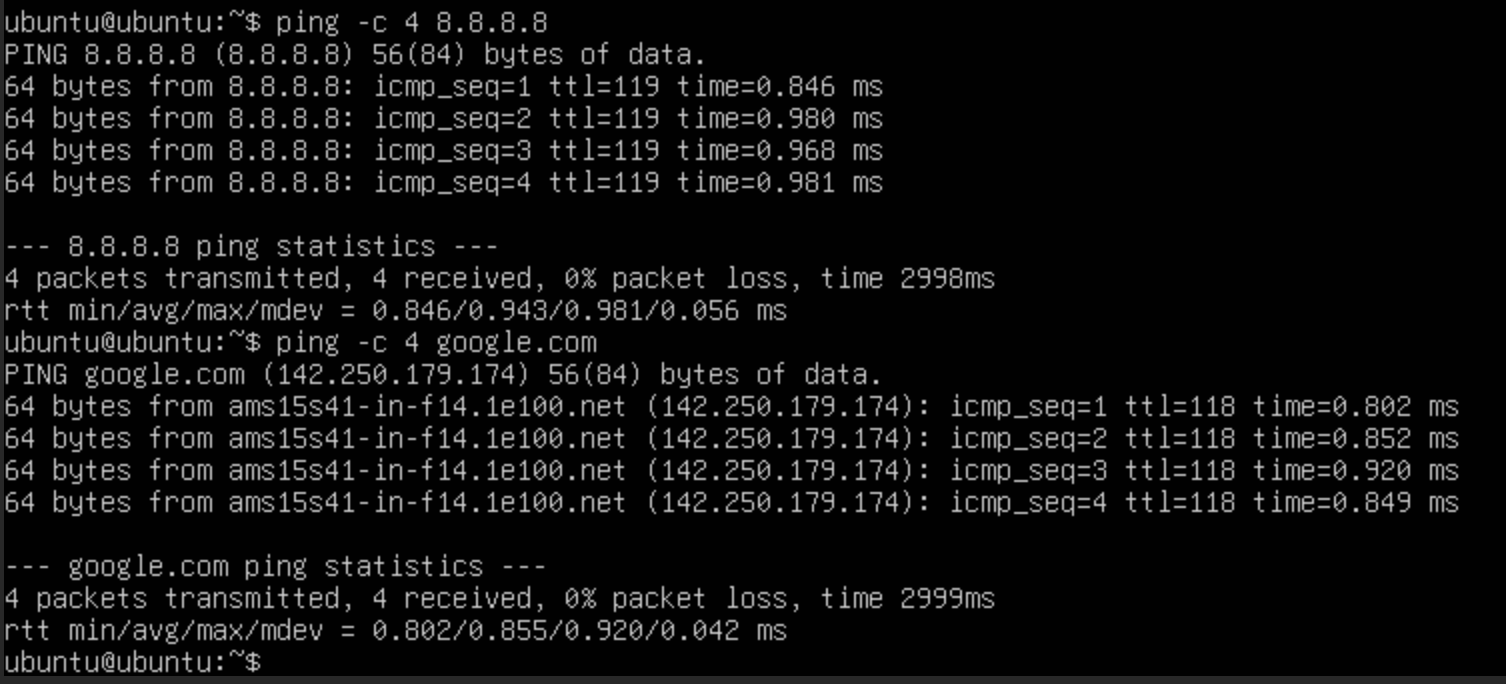 ubuntu@ubuntu:~$ ping -c 4 8.8.8.8
PING 8.8.8.8 (8.8.8.8) 56(84) bytes of data.
64 bytes from 8.8.8.8: icmp_seq=1 ttl=119 time=0.846 ms
64 bytes from 8.8.8.8: icmp_seq=2 ttl=119 time=0.980 ms
64 bytes from 8.8.8.8: icmp_seq=3 ttl=119 time=0.968 ms
64 bytes from 8.8.8.8: icmp_seq=4 ttl=119 time=0.981 ms

--- 8.8.8.8 ping statistics ---
4 packets transmitted, 4 received, 0% packet loss, time 2998ms
rtt min/avg/max/mdev = 0.846/0.943/0.981/0.056 ms
ubuntu@ubuntu:~$ ping -c 4 google.com
PING google.com (142.250.179.174) 56(84) bytes of data.
64 bytes from ams15s41-in-f14.1e100.net (142.250.179.174): icmp_seq=1 ttl=118 time=0.802 ms
64 bytes from ams15s41-in-f14.1e100.net (142.250.179.174): icmp_seq=2 ttl=118 time=0.852 ms
64 bytes from ams15s41-in-f14.1e100.net (142.250.179.174): icmp_seq=3 ttl=118 time=0.920 ms
64 bytes from ams15s41-in-f14.1e100.net (142.250.179.174): icmp_seq=4 ttl=118 time=0.849 ms

--- google.com ping statistics ---
4 packets transmitted, 4 received, 0% packet loss, time 2999ms
rtt min/avg/max/mdev = 0.802/0.855/0.920/0.042 ms
ubuntu@ubuntu:~$